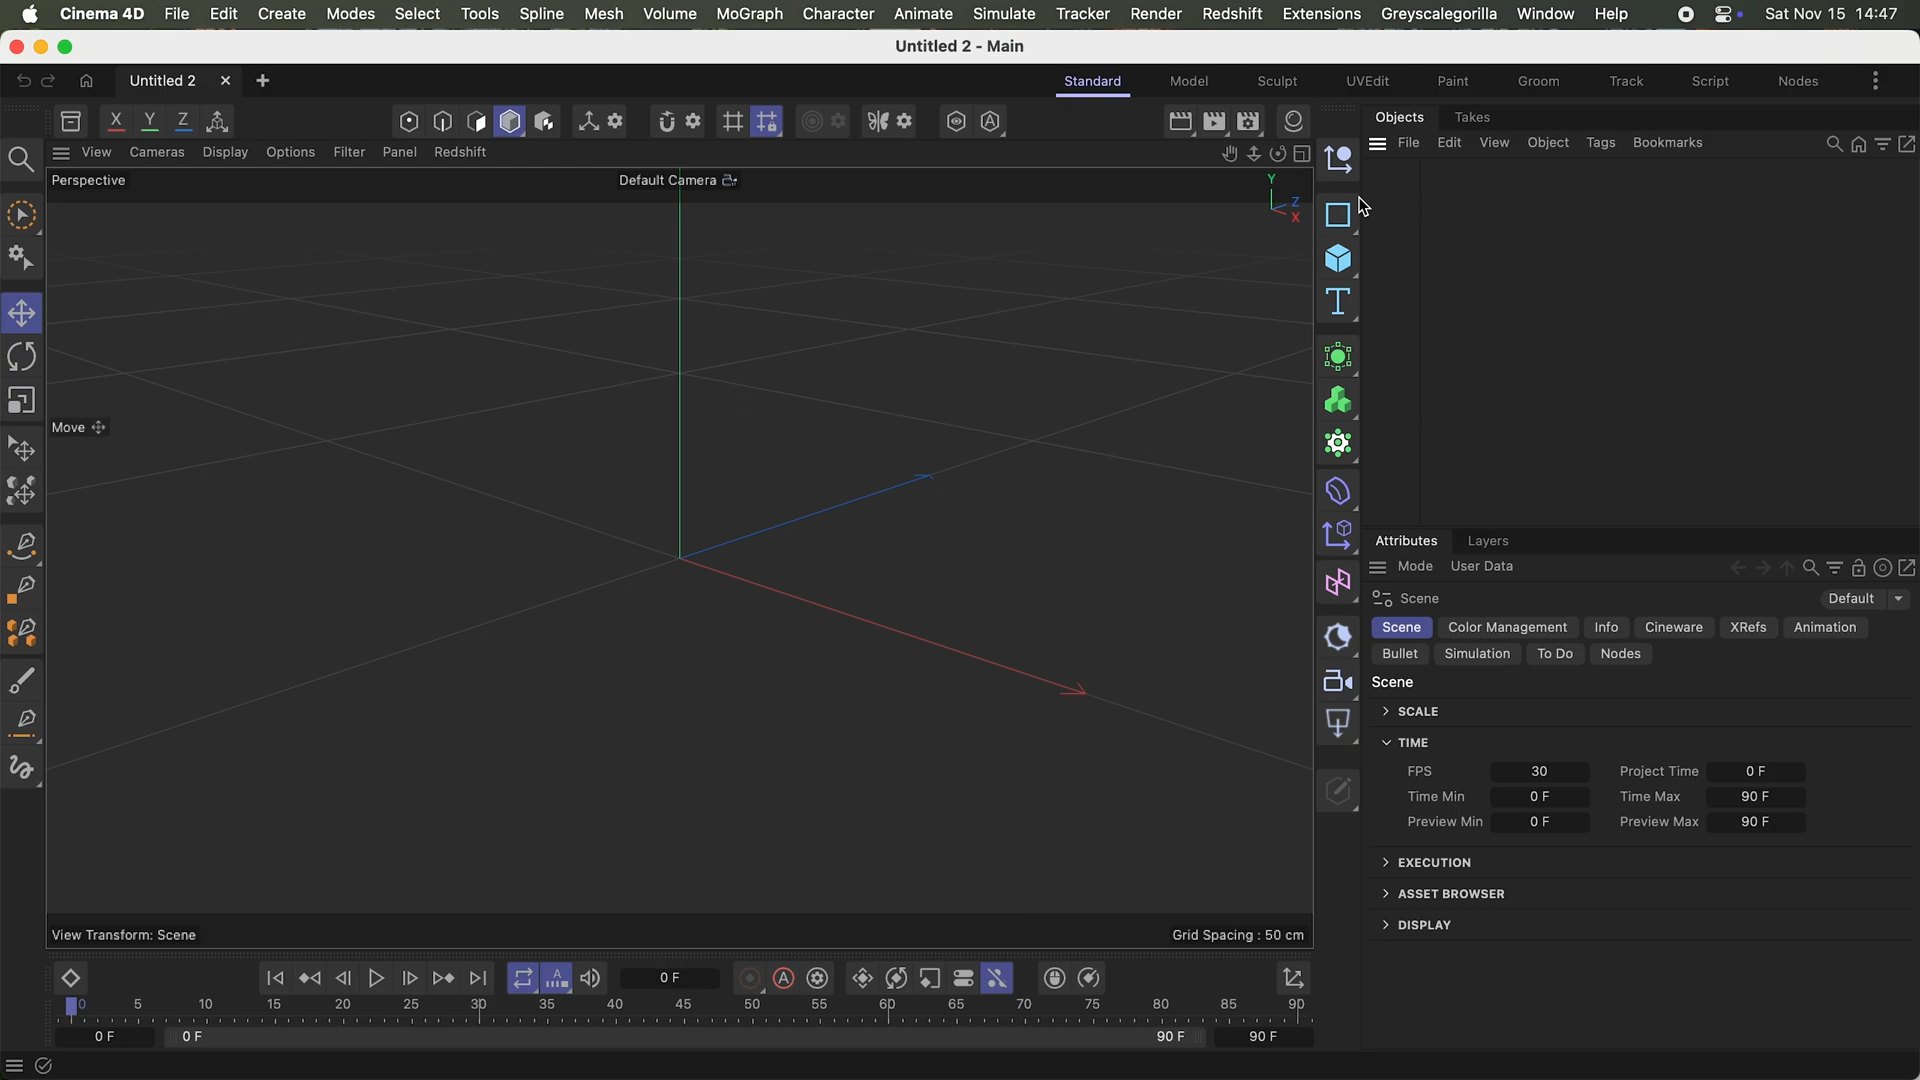 Cinema 4D File Edit Create Modes Select Tools Spline Mesh Volume MoGraph Character Animate Simulate Tracker Render Redshift Extensions Greyscalegorilla Window Help Sat Nov 15 14:47
Untitled 2 - Main
Untitled 2 Standard Model Sculpt UVEdit Paint Groom Track Script Nodes
X Y Z
Objects Takes
File Edit View Object Tags Bookmarks
View Cameras Display Options Filter Panel Redshift
Perspective Default Camera
Y Z X
Move
View Transform: Scene Grid Spacing : 50 cm
Attributes Layers
Mode User Data
Scene Default
Scene Color Management Info Cineware XRefs Animation
Bullet Simulation To Do Nodes
Scene
SCALE
TIME
FPS 30 Project Time 0 F
Time Min 0 F Time Max 90 F
Preview Min 0 F Preview Max 90 F
EXECUTION
ASSET BROWSER
DISPLAY
A 0 F A
0 5 10 15 20 25 30 35 40 45 50 55 60 65 70 75 80 85 90
0 F 0 F 90 F 90 F